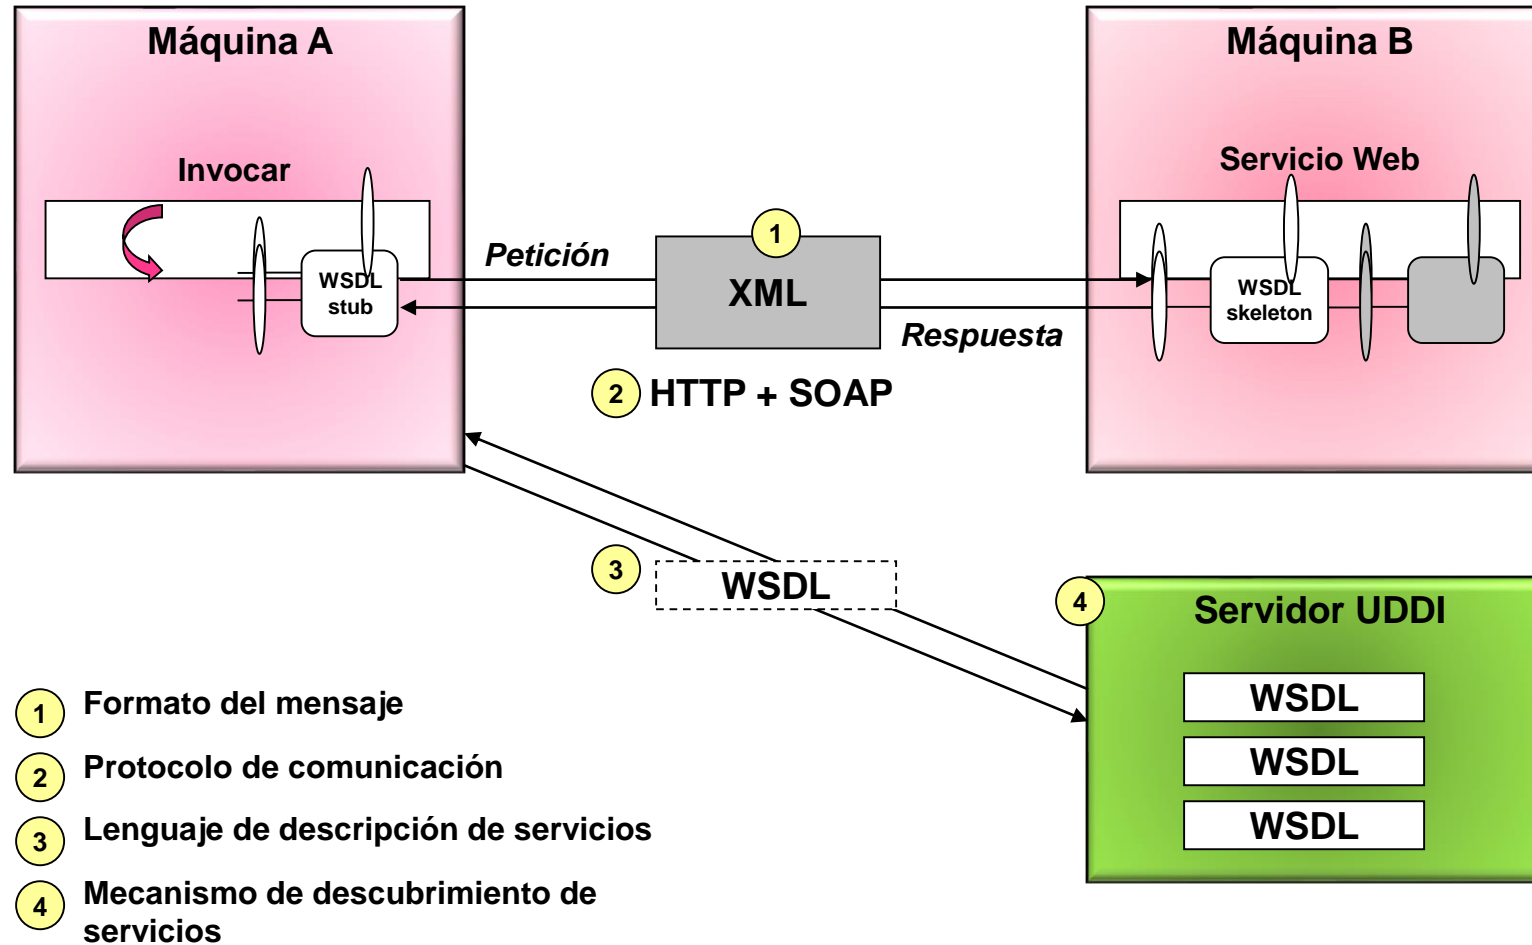 Máquina A
Máquina B
Invocar
Servicio Web
1
Petición
XML
WSDL
stub
WSDL
skeleton
Respuesta
2
HTTP + SOAP
3
WSDL
4
Servidor UDDI
WSDL
WSDL
WSDL
1
Formato del mensaje
2
Protocolo de comunicación
3
Lenguaje de descripción de servicios
4
Mecanismo de descubrimiento de
servicios